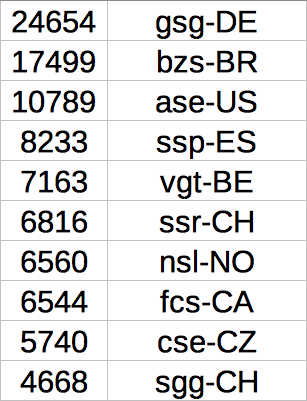 24654 gsg-DE
17499 bzs-BR
10789 ase-US
8233 ssp-ES
7163 vgt-BE
6816 ssr-CH
6560 nsl-NO
6544 fcs-CA
5740 cse-CZ
4668 sgg-CH